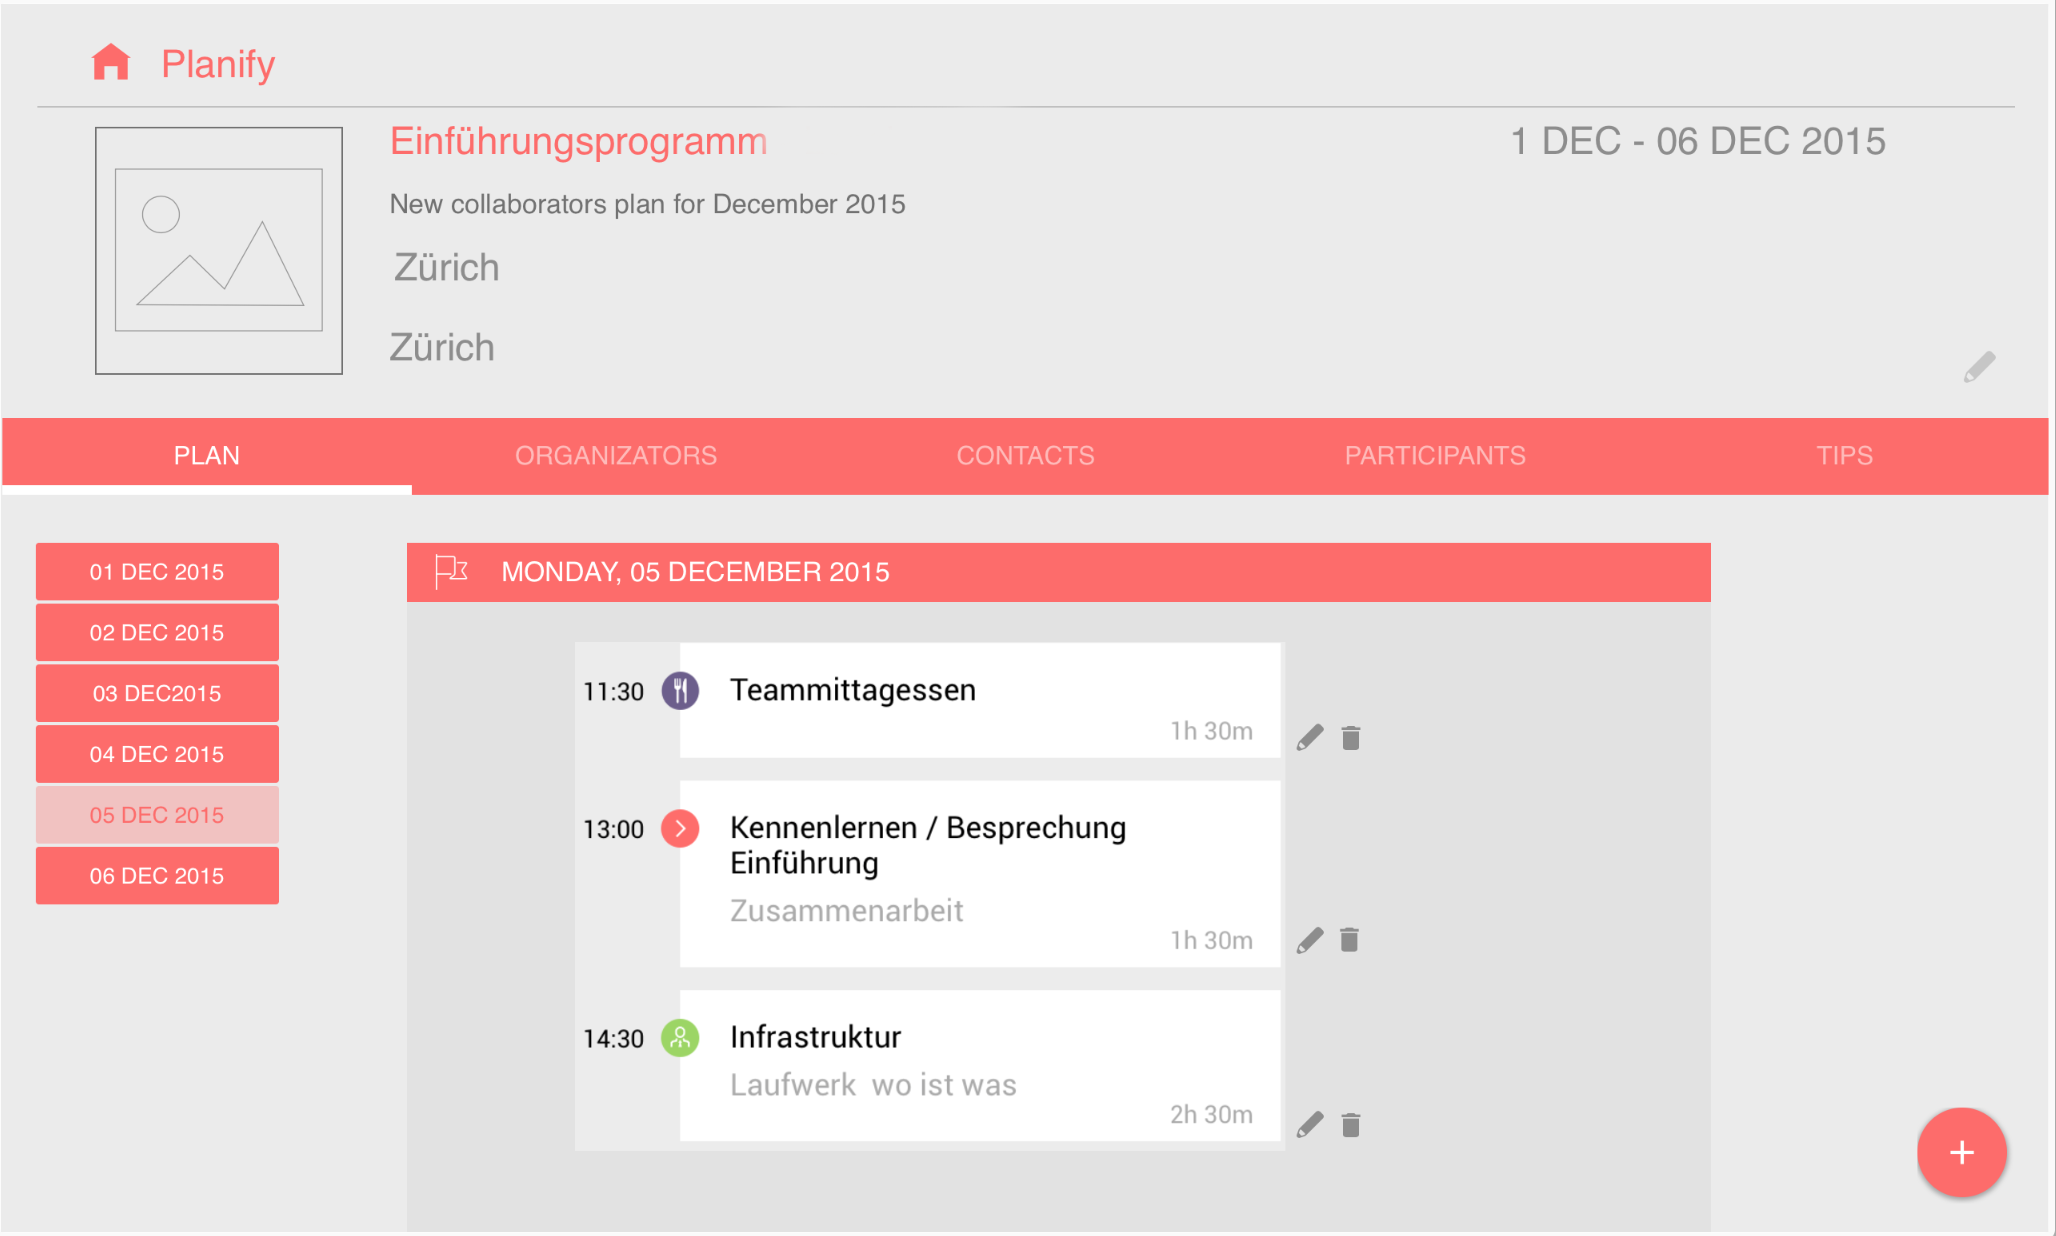 Planify
Einführungsprogramm
1 DEC - 06 DEC 2015
New collaborators plan for December 2015
Zürich
Zürich
PLAN
ORGANIZATORS
CONTACTS
PARTICIPANTS
TIPS
01 DEC 2015
02 DEC 2015
03 DEC2015
04 DEC 2015
05 DEC 2015
06 DEC 2015
MONDAY, 05 DECEMBER 2015
11:30
Teammittagessen
1h 30m
13:00
Kennenlernen / Besprechung
Einführung
Zusammenarbeit
1h 30m
14:30
Infrastruktur
Laufwerk  wo ist was
2h 30m